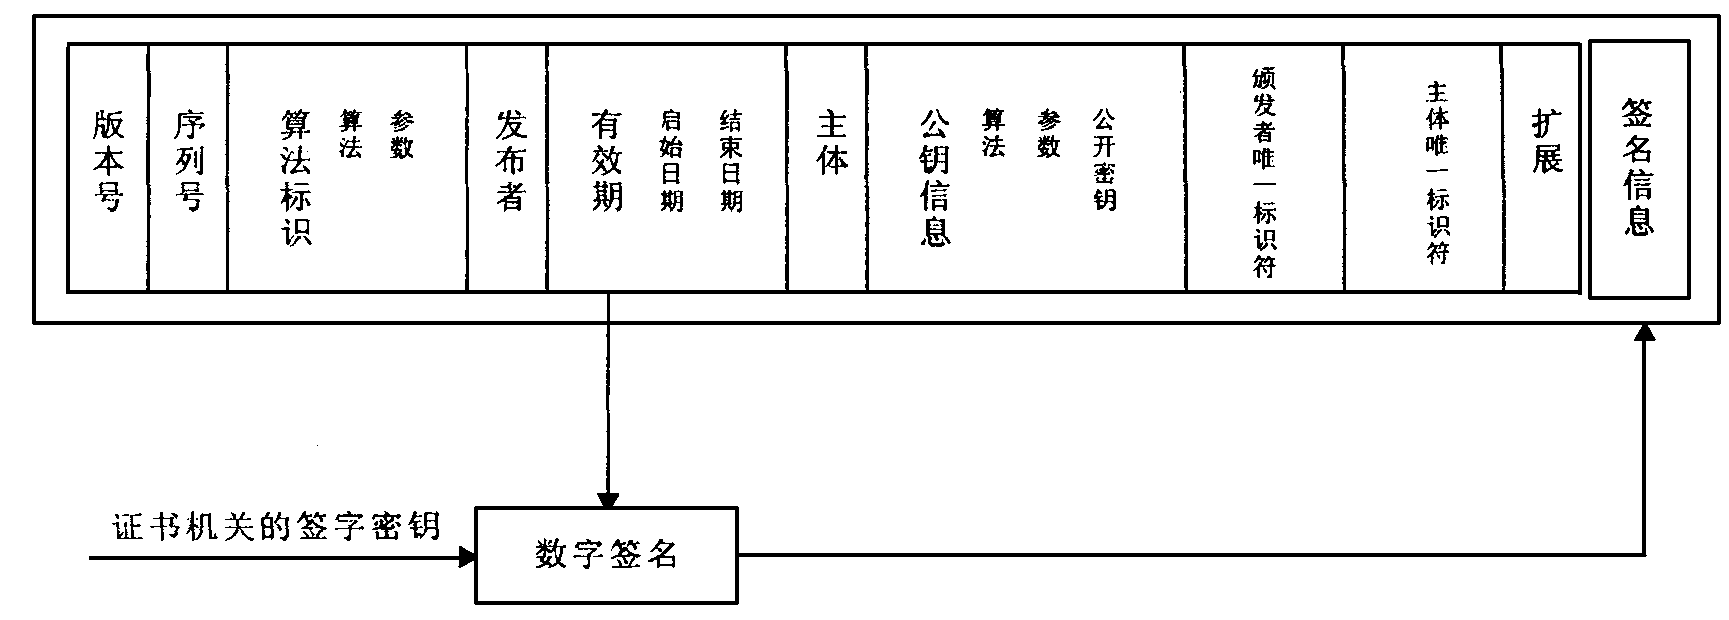 版本号
序列号
算法标识
算法
参数
发布者
有效期
启始日期
结束日期
主体
公钥信息
算法
参数
公开密钥
颁发者唯一标识符
主体唯一标识符
扩展
签名信息
证书机关的签字密钥
数字签名